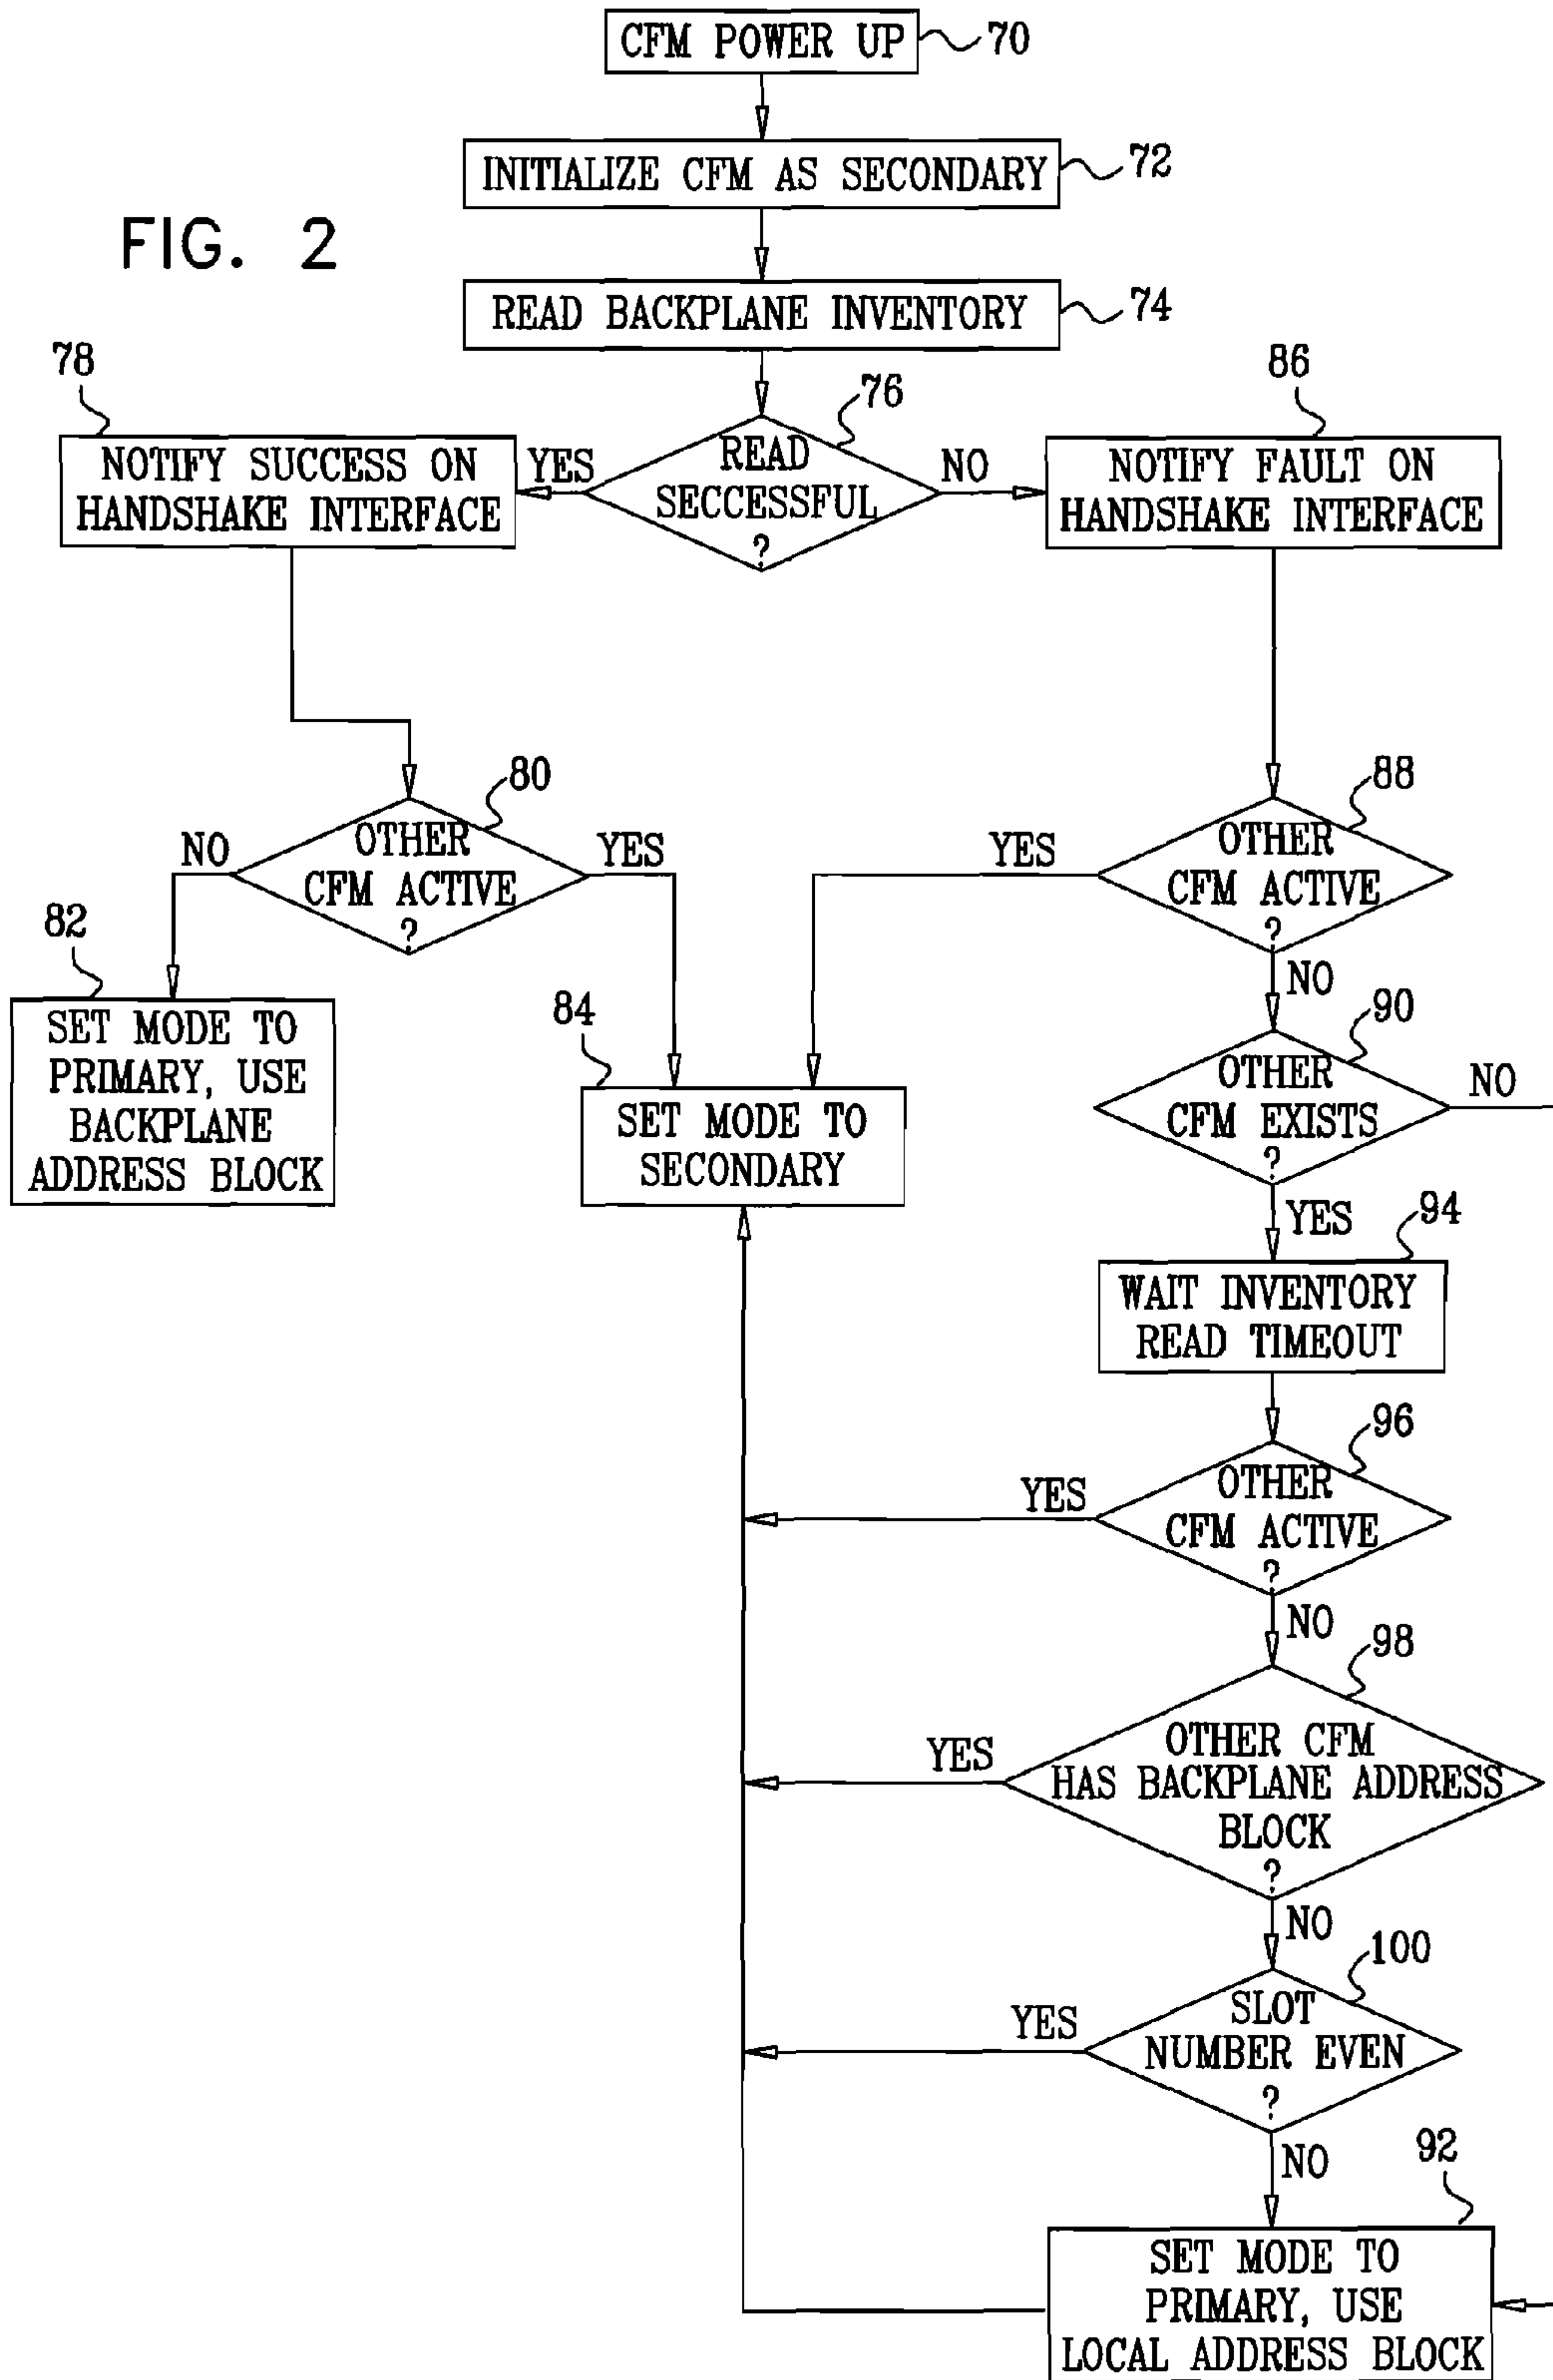 CFM POWER UP
70
INITIALIZE CFM AS SECONDARY
72
FIG. 2
READ BACKPLANE INVENTORY
74
78
76
86
NOTIFY SUCCESS ON
HANDSHAKE INTERFACE
YES
READ
SECCESSFUL
?
NO
NOTIFY FAULT ON
HANDSHAKE INTERFACE
80
88
NO
OTHER
CFM ACTIVE
?
YES
YES
OTHER
CFM ACTIVE
?
NO
82
SET MODE TO
PRIMARY, USE
BACKPLANE
ADDRESS BLOCK
84
SET MODE TO
SECONDARY
90
OTHER
CFM EXISTS
?
NO
YES
94
WAIT INVENTORY
READ TIMEOUT
96
YES
OTHER
CFM ACTIVE
?
NO
98
YES
OTHER CFM
HAS BACKPLANE ADDRESS
BLOCK
?
NO
100
YES
SLOT
NUMBER EVEN
?
NO
92
SET MODE TO
PRIMARY, USE
LOCAL ADDRESS BLOCK